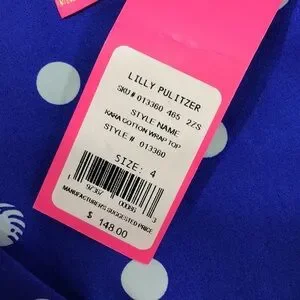 LILLY PULITZER
SKU # 013360 465 2ZS
STYLE NAME
KARA COTTON WRAP TOP
STYLE # 013360
SIZE: 4
MANUFACTURER'S SUGGESTED PRICE
$ 148.00